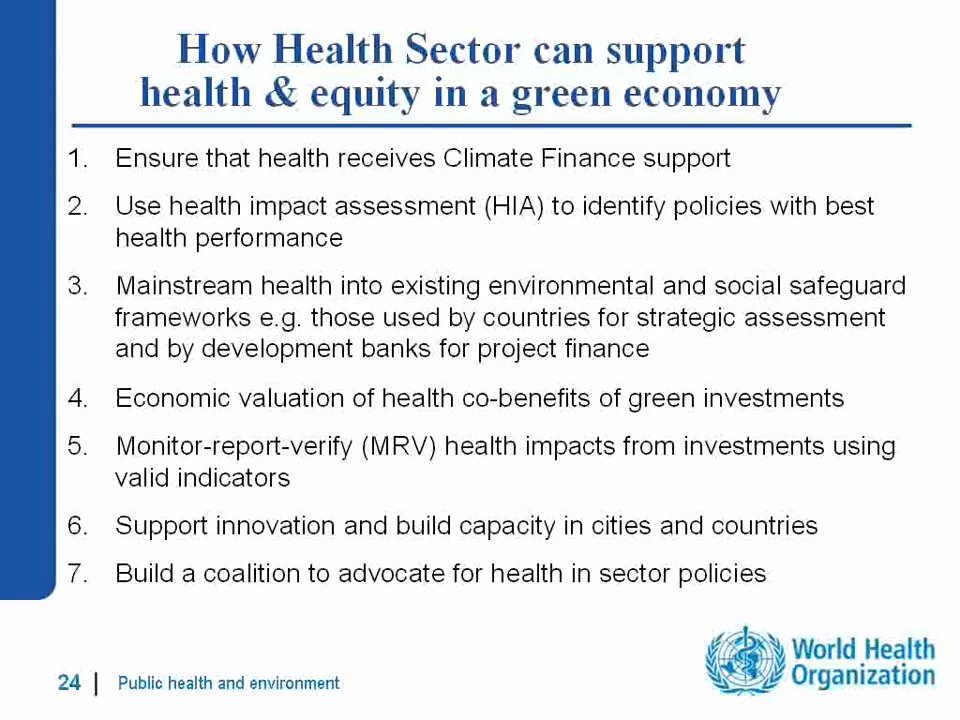 How Health Sector can support
health & equity in a green economy
1. Ensure that health receives Climate Finance support
2. Use health impact assessment (HIA) to identify policies with best
health performance
3. Mainstream health into existing environmental and social safeguard
frameworks e.g. those used by countries for strategic assessment
and by development banks for project finance
4. Economic valuation of health co-benefits of green investments
5. Monitor-report-verify (MRV) health impacts from investments using
valid indicators
6. Support innovation and build capacity in cities and countries
7. Build a coalition to advocate for health in sector policies
24 | Public health and environment
World Health
Organization